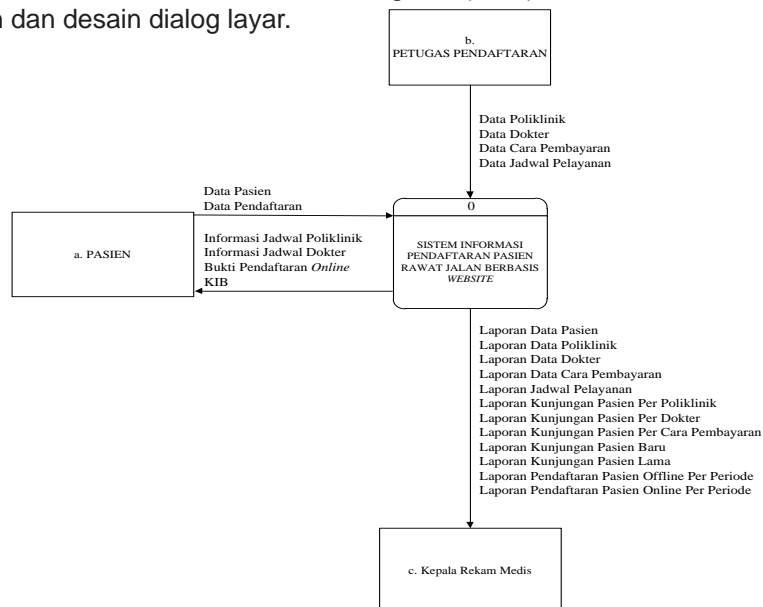 n dan desain dialog layar.
b.
PETUGAS PENDAFTARAN
Data Poliklinik
Data Dokter
Data Cara Pembayaran
Data Jadwal Pelayanan
Data Pasien
Data Pendaftaran
0
SISTEM INFORMASI
PENDAFTARAN PASIEN
RAWAT JALAN BERBASIS
WEBSITE
a. PASIEN
Informasi Jadwal Poliklinik
Informasi Jadwal Dokter
Bukti Pendaftaran Online
KIB
Laporan Data Pasien
Laporan Data Poliklinik
Laporan Data Dokter
Laporan Data Cara Pembayaran
Laporan Jadwal Pelayanan
Laporan Kunjungan Pasien Per Poliklinik
Laporan Kunjungan Pasien Per Dokter
Laporan Kunjungan Pasien Per Cara Pembayaran
Laporan Kunjungan Pasien Baru
Laporan Kunjungan Pasien Lama
Laporan Pendaftaran Pasien Offline Per Periode
Laporan Pendaftaran Pasien Online Per Periode
c. Kepala Rekam Medis